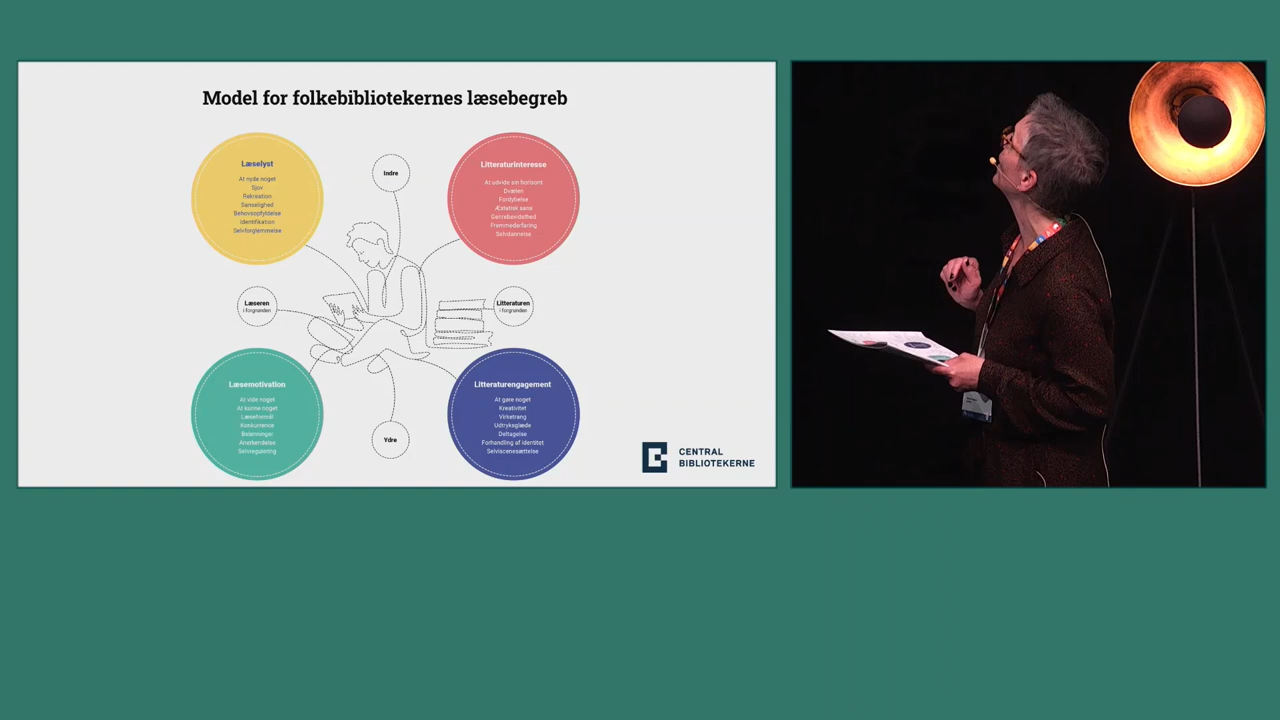 Model for folkebibliotekernes læsebegreb
Læselyst
At nyde noget
Sjov
Rekreation
Sanselighed
Behovsopfyldelse
Identifikation
Selvforglemmelse
Indre
Litteraturinteresse
At udvide sin horisont
Dvælen
Fordybelse
Æstetisk sans
Genrebevidsthed
Fremmederfaring
Selvdannelse
Læseren
i forgrunden
Litteraturen
i forgrunden
Læsemotivation
At vide noget
At kunne noget
Læseformål
Konkurrence
Belønninger
Anerkendelse
Selvregulering
Ydre
Litteraturengagement
At gøre noget
Kreativitet
Virketrang
Udtryksglæde
Deltagelse
Forhandling af identitet
Selviscenesættelse
CENTRAL
BIBLIOTEKERNE